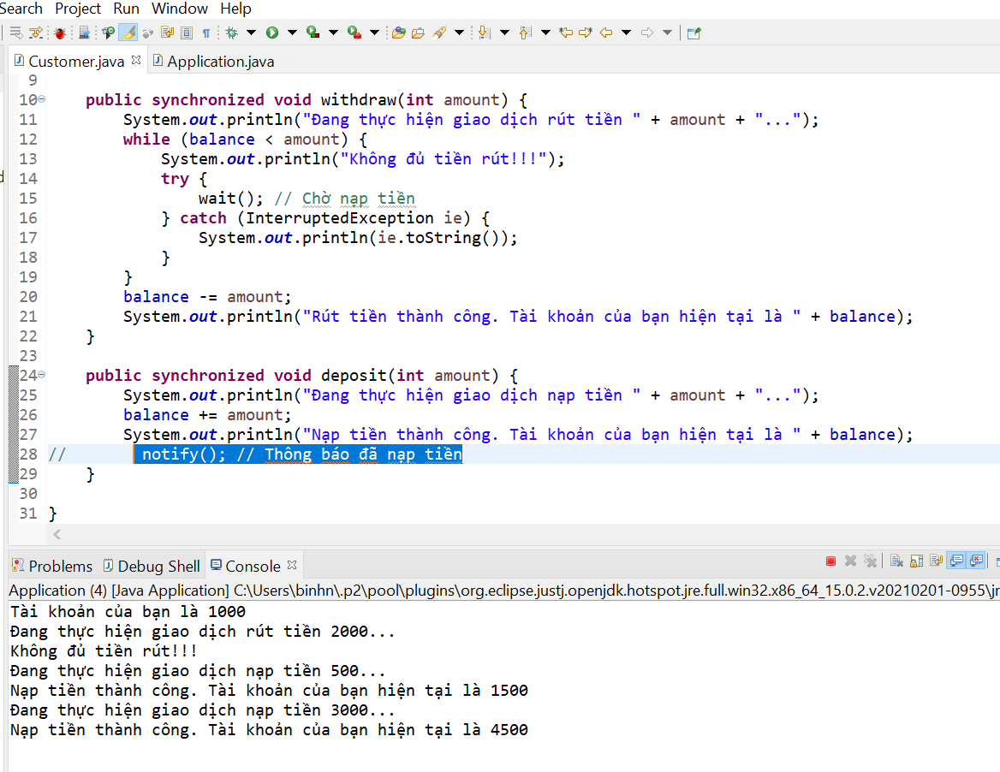 Search Project Run Window Help
Customer.java Application.java
9
10 public synchronized void withdraw(int amount) {
11 System.out.println("Đang thực hiện giao dịch rút tiền " + amount + "...");
12 while (balance < amount) {
13 System.out.println("Không đủ tiền rút!!!");
14 try {
15 wait(); // Chờ nạp tiền
16 } catch (InterruptedException ie) {
17 System.out.println(ie.toString());
18 }
19 }
20 balance -= amount;
21 System.out.println("Rút tiền thành công. Tài khoản của bạn hiện tại là " + balance);
22 }
23
24 public synchronized void deposit(int amount) {
25 System.out.println("Đang thực hiện giao dịch nạp tiền " + amount + "...");
26 balance += amount;
27 System.out.println("Nạp tiền thành công. Tài khoản của bạn hiện tại là " + balance);
28 // notify(); // Thông báo đã nạp tiền
29 }
30
31 }
Problems Debug Shell Console
Application (4) [Java Application] C:\Users\binhn\.p2\pool\plugins\org.eclipse.justj.openjdk.hotspot.jre.full.win32.x86_64_15.0.2.v20210201-0955\jr
Tài khoản của bạn là 1000
Đang thực hiện giao dịch rút tiền 2000...
Không đủ tiền rút!!!
Đang thực hiện giao dịch nạp tiền 500...
Nạp tiền thành công. Tài khoản của bạn hiện tại là 1500
Đang thực hiện giao dịch nạp tiền 3000...
Nạp tiền thành công. Tài khoản của bạn hiện tại là 4500